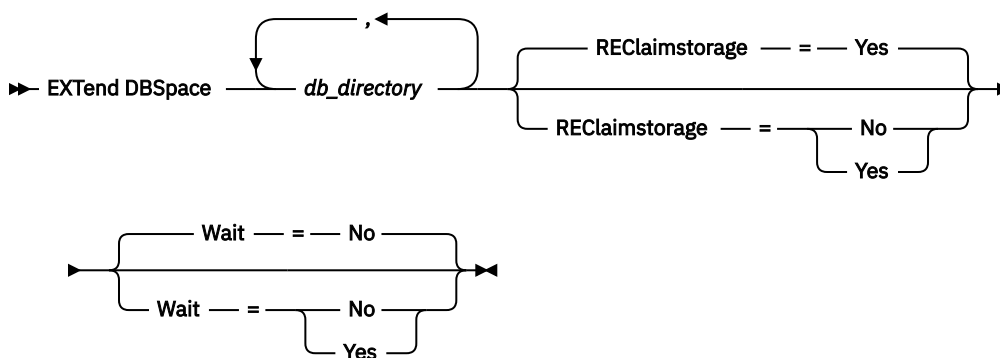 ,
REClaimstorage = Yes
EXTend DBSpace db_directory
REClaimstorage = No
Yes
Wait = No
Wait = No
Yes